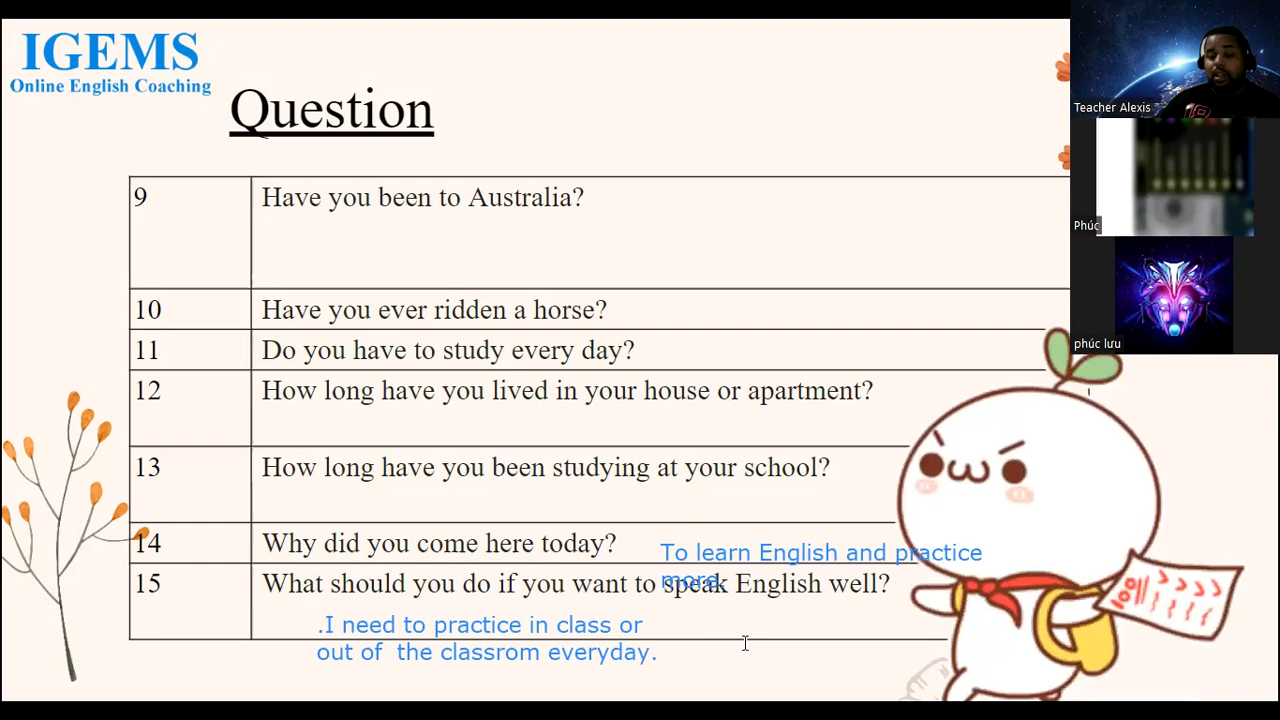 IGEMS
Online English Coaching
Question
9 Have you been to Australia?
10 Have you ever ridden a horse?
11 Do you have to study every day?
12 How long have you lived in your house or apartment?
13 How long have you been studying at your school?
14 Why did you come here today?
To learn English and practice
more.
15 What should you do if you want to speak English well?
.I need to practice in class or
out of the classrom everyday.
Teacher Alexis
Phúc
phúc lưu
100